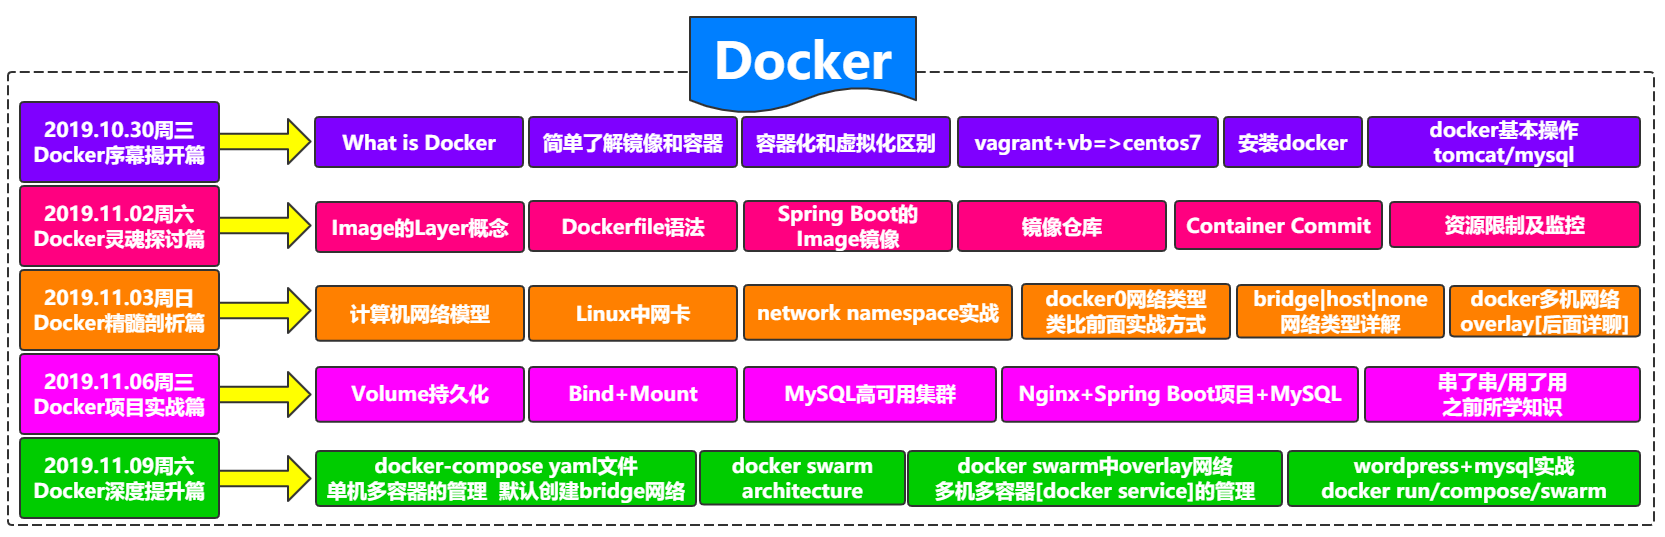 Docker
2019.10.30周三
Docker序幕揭开篇
What is Docker
简单了解镜像和容器
容器化和虚拟化区别
vagrant+vb=>centos7
安装docker
docker基本操作
tomcat/mysql
2019.11.02周六
Docker灵魂探讨篇
Image的Layer概念
Dockerfile语法
Spring Boot的
Image镜像
镜像仓库
Container Commit
资源限制及监控
2019.11.03周日
Docker精髓剖析篇
计算机网络模型
Linux中网卡
network namespace实战
docker0网络类型
类比前面实战方式
bridge|host|none
网络类型详解
docker多机网络
overlay[后面详聊]
2019.11.06周三
Docker项目实战篇
Volume持久化
Bind+Mount
MySQL高可用集群
Nginx+Spring Boot项目+MySQL
串了串/用了用
之前所学知识
2019.11.09周六
Docker深度提升篇
docker-compose yaml文件
单机多容器的管理 默认创建bridge网络
docker swarm
architecture
docker swarm中overlay网络
多机多容器[docker service]的管理
wordpress+mysql实战
docker run/compose/swarm